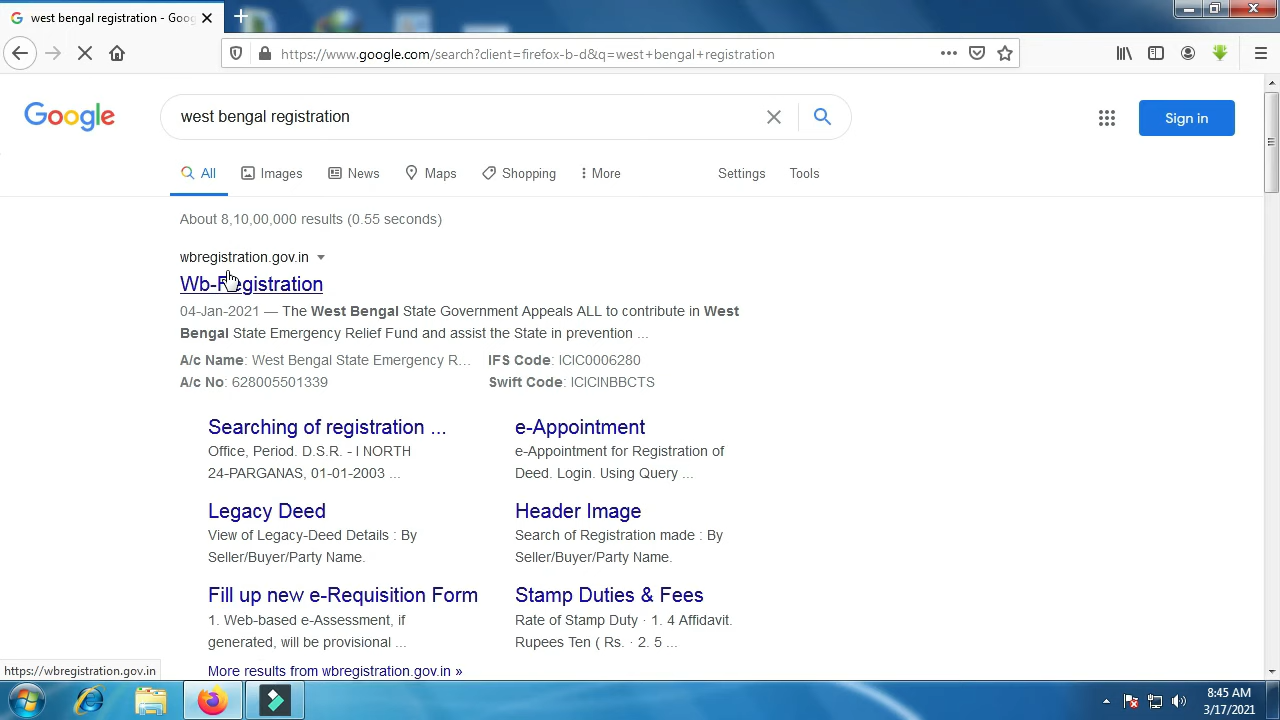 west bengal registration - Goog
https://www.google.com/search?client=firefox-b-d&q=west+bengal+registration
Google
west bengal registration
Sign in
All
Images
News
Maps
Shopping
More
Settings
Tools
About 8,10,00,000 results (0.55 seconds)
wbregistration.gov.in
Wb-Registration
04-Jan-2021 — The West Bengal State Government Appeals ALL to contribute in West
Bengal State Emergency Relief Fund and assist the State in prevention ...
A/c Name: West Bengal State Emergency R...
IFS Code: ICIC0006280
A/c No: 628005501339
Swift Code: ICICINBBCTS
Searching of registration ...
Office, Period. D.S.R. - I NORTH
24-PARGANAS, 01-01-2003 ...
e-Appointment
e-Appointment for Registration of
Deed. Login. Using Query ...
Legacy Deed
View of Legacy-Deed Details : By
Seller/Buyer/Party Name.
Header Image
Search of Registration made : By
Seller/Buyer/Party Name.
Fill up new e-Requisition Form
1. Web-based e-Assessment, if
generated, will be provisional ...
Stamp Duties & Fees
Rate of Stamp Duty · 1. 4 Affidavit.
Rupees Ten ( Rs. · 2. 5 ...
More results from wbregistration.gov.in »
https://wbregistration.gov.in
8:45 AM
3/17/2021